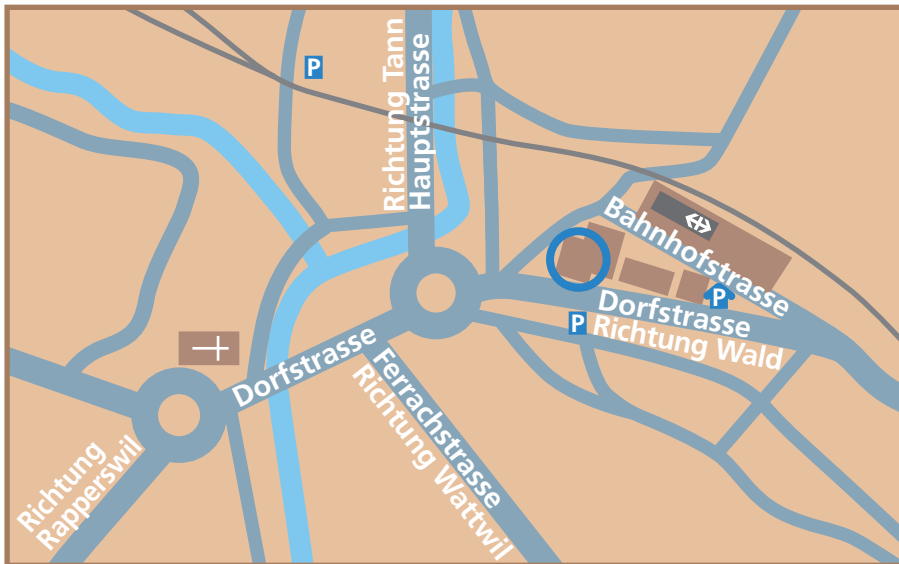 P
Richtung Tann
Hauptstrasse
Bahnhofstrasse
P
Dorfstrasse
P Richtung Wald
Dorfstrasse
Ferrachstrasse
Richtung Wattwil
Richtung
Rapperswil